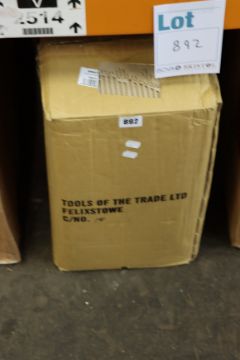 2514
Lot
892
892
TOOLS OF THE TRADE LTD
FELIXSTOWE
C/NO.